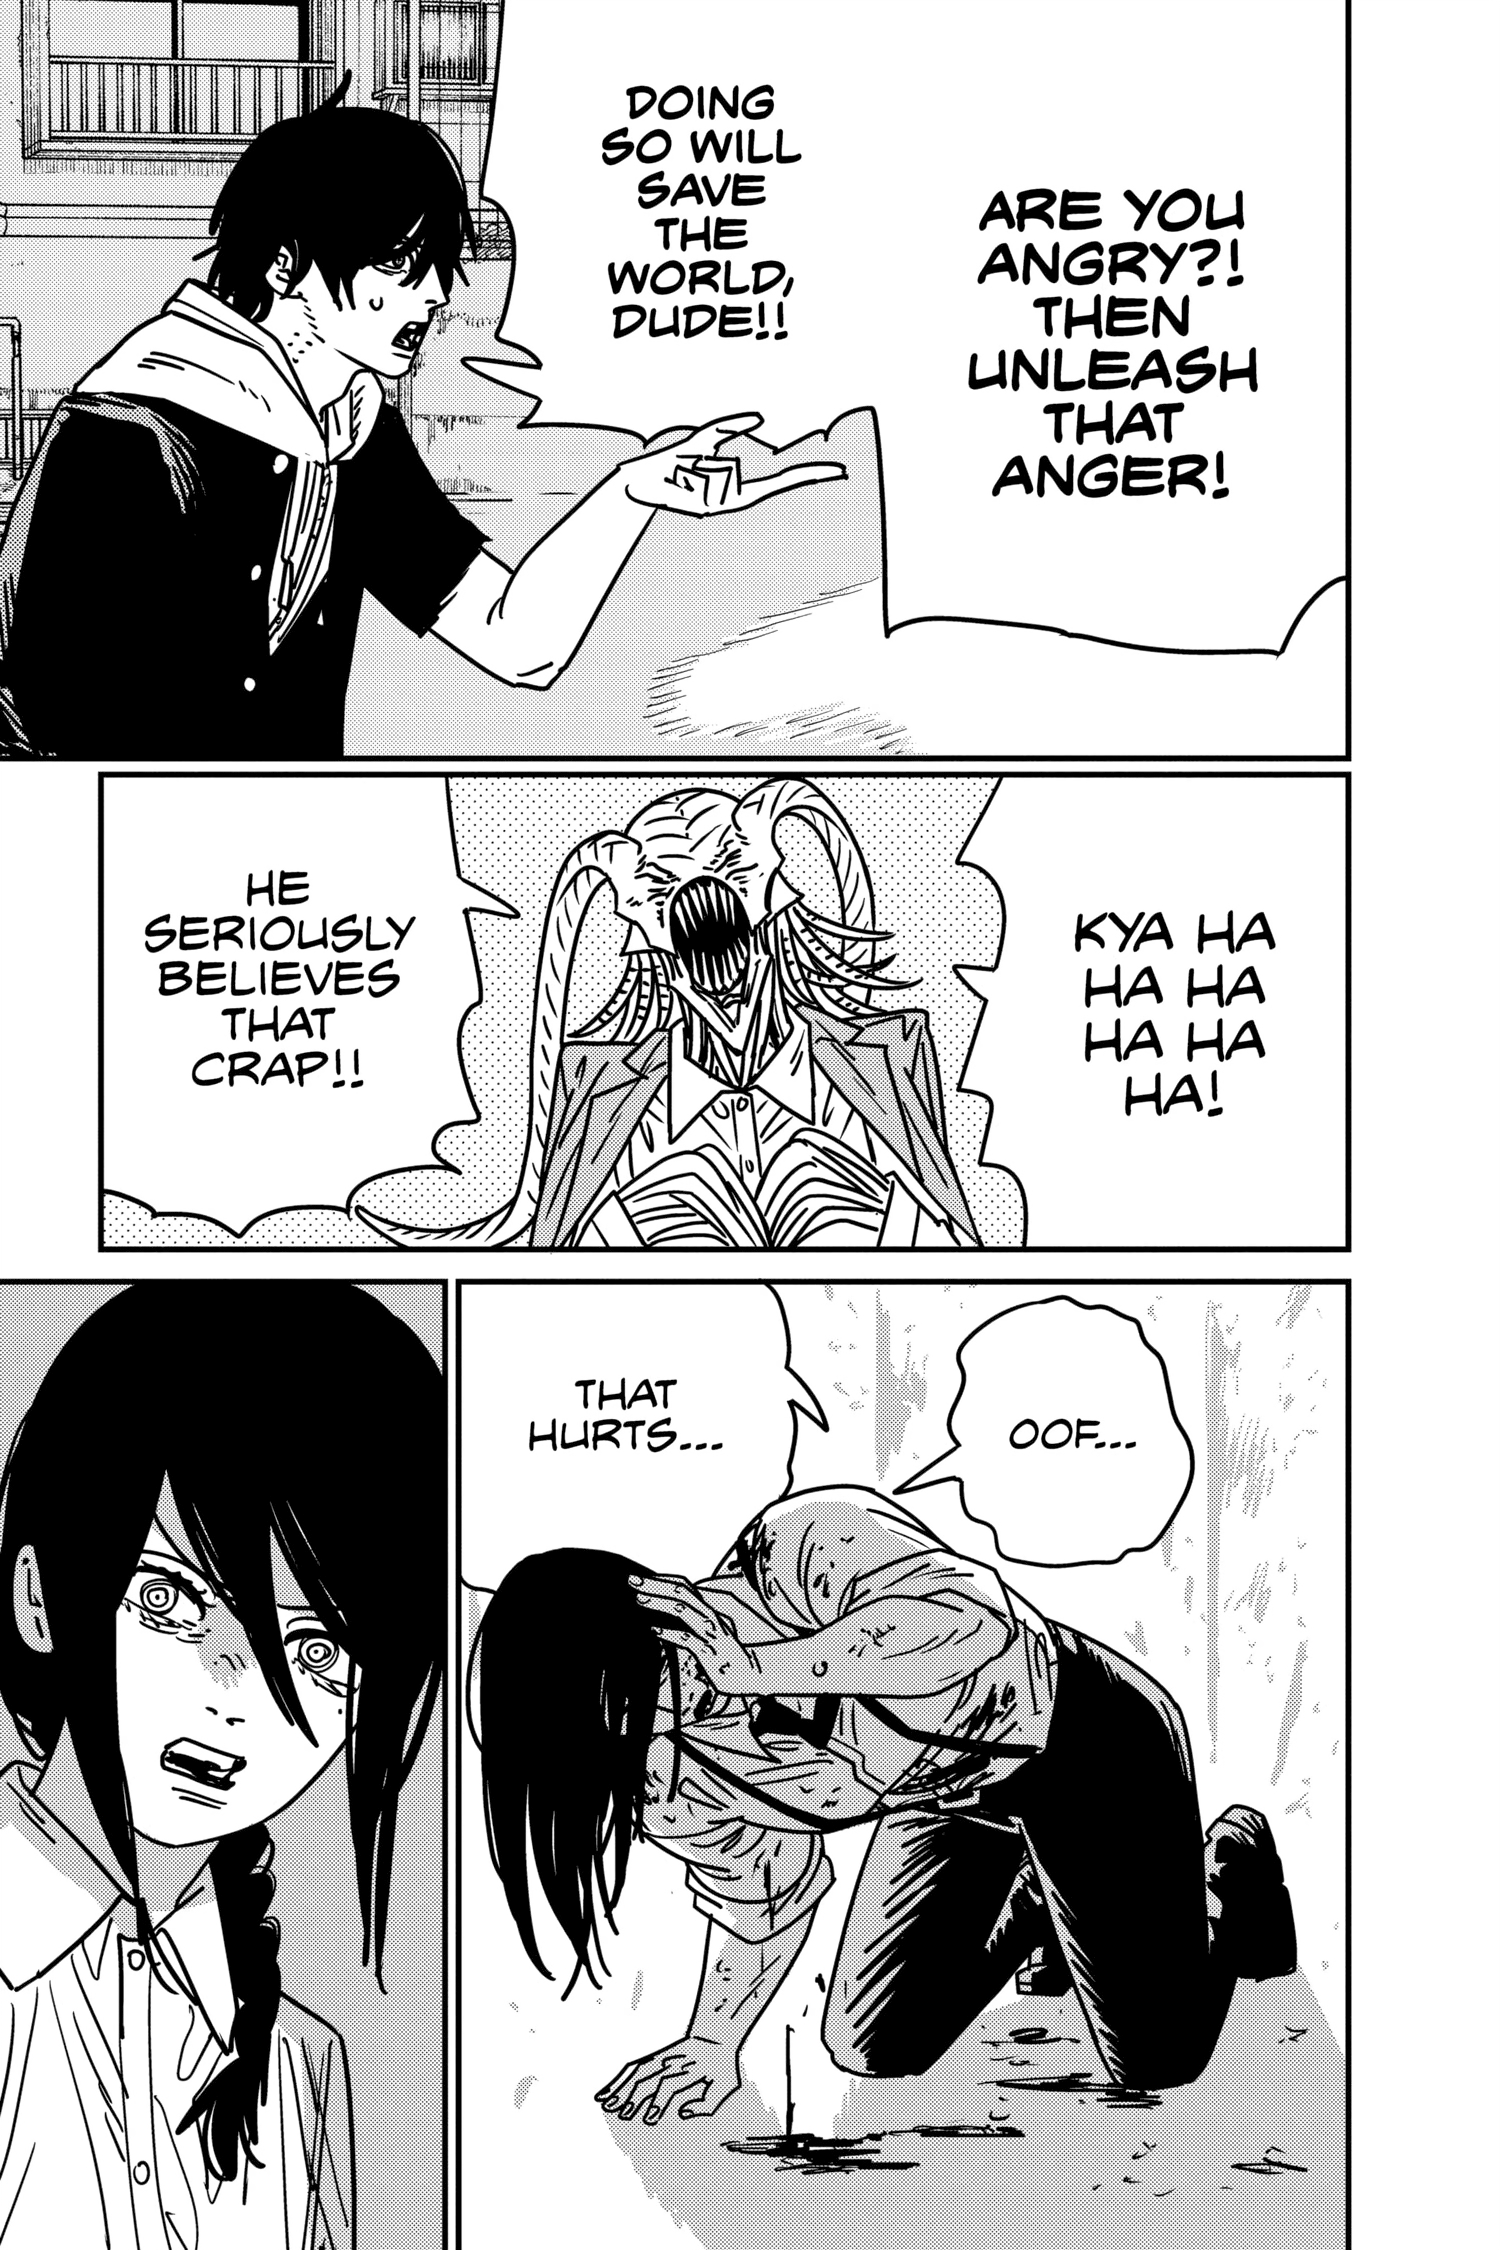 ARE YOU
ANGRY?!
THEN
UNLEASH
THAT
ANGER!
DOING
SO WILL
SAVE
THE
WORLD,
DUDE!!
KYA HA
HA HA
HA HA
HA!
HE
SERIOUSLY
BELIEVES
THAT
CRAP!!
OOF...
THAT
HURTS...